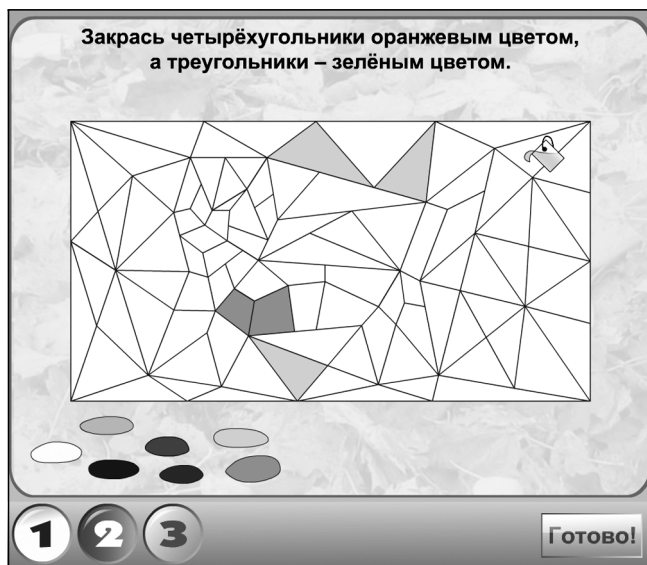 Закрась четырёхугольники оранжевым цветом,
а треугольники – зелёным цветом.
1 2 3
Готово!